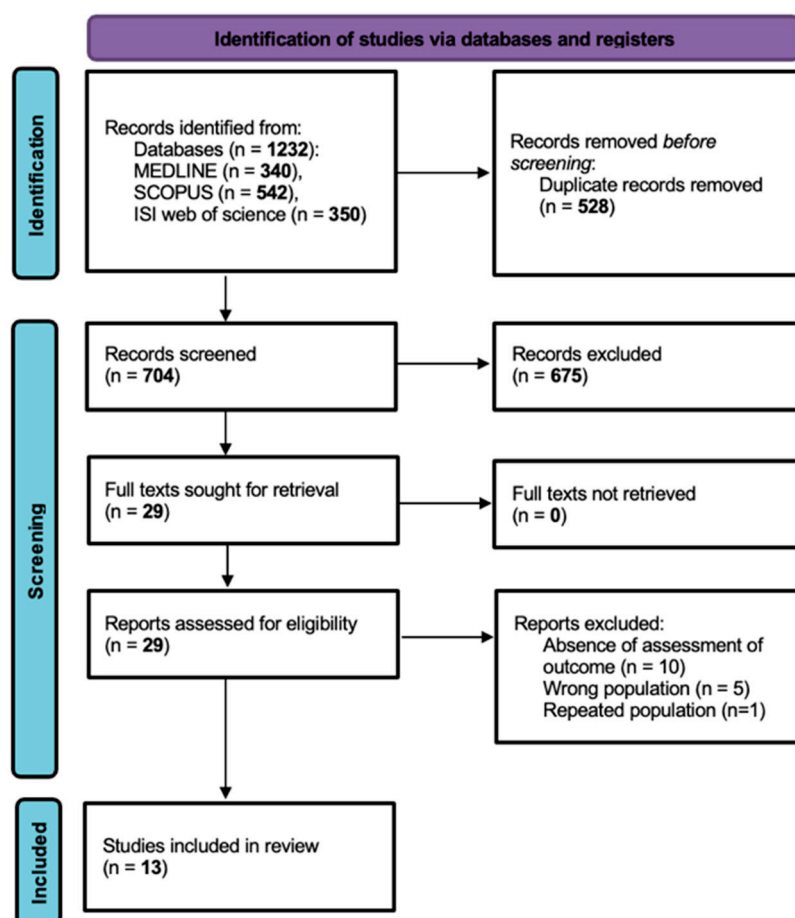 Identification of studies via databases and registers
Identification
Records identified from:
Databases (n = 1232):
MEDLINE (n = 340),
SCOPUS (n = 542),
ISI web of science (n = 350)
Records removed before
screening:
Duplicate records removed
(n = 528)
Screening
Records screened
(n = 704)
Records excluded
(n = 675)
Full texts sought for retrieval
(n = 29)
Full texts not retrieved
(n = 0)
Reports assessed for eligibility
(n = 29)
Reports excluded:
Absence of assessment of
outcome (n = 10)
Wrong population (n = 5)
Repeated population (n=1)
Included
Studies included in review
(n = 13)